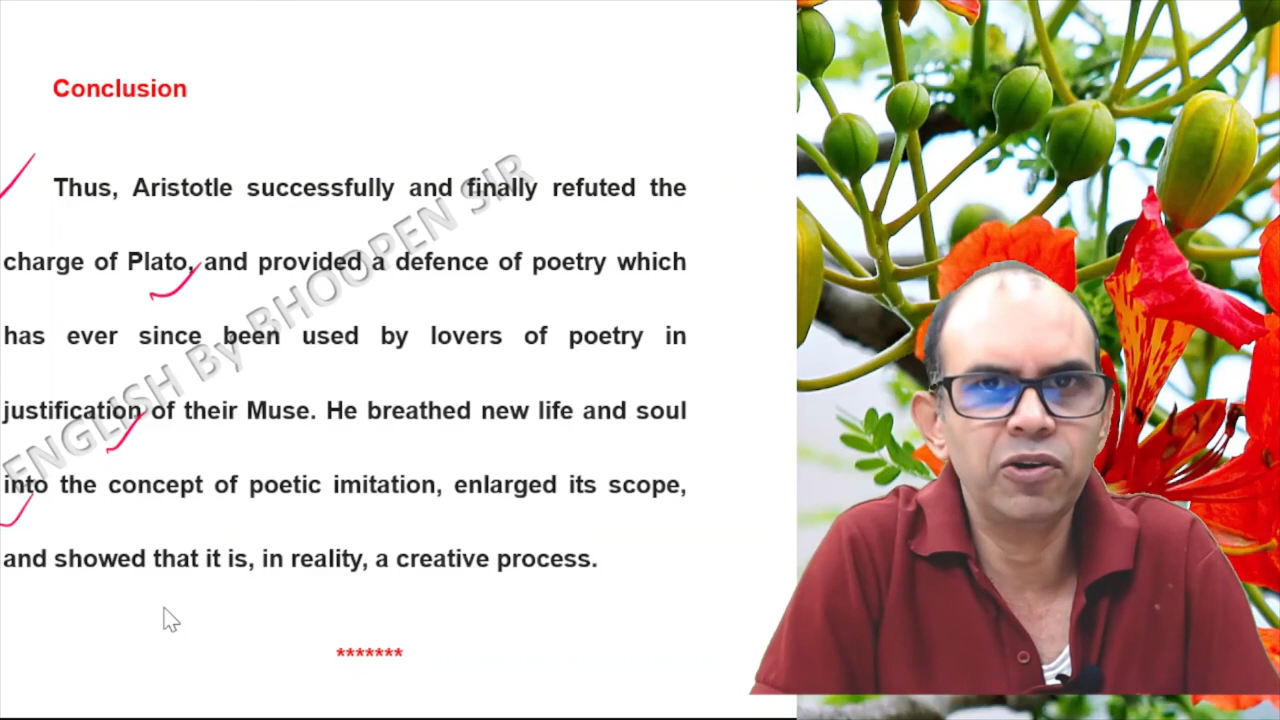 Conclusion
Thus, Aristotle successfully and finally refuted the
charge of Plato, and provided a defence of poetry which
has ever since been used by lovers of poetry in
justification of their Muse. He breathed new life and soul
into the concept of poetic imitation, enlarged its scope,
and showed that it is, in reality, a creative process.
*******
ENGLISH By BHOOPEN SIR